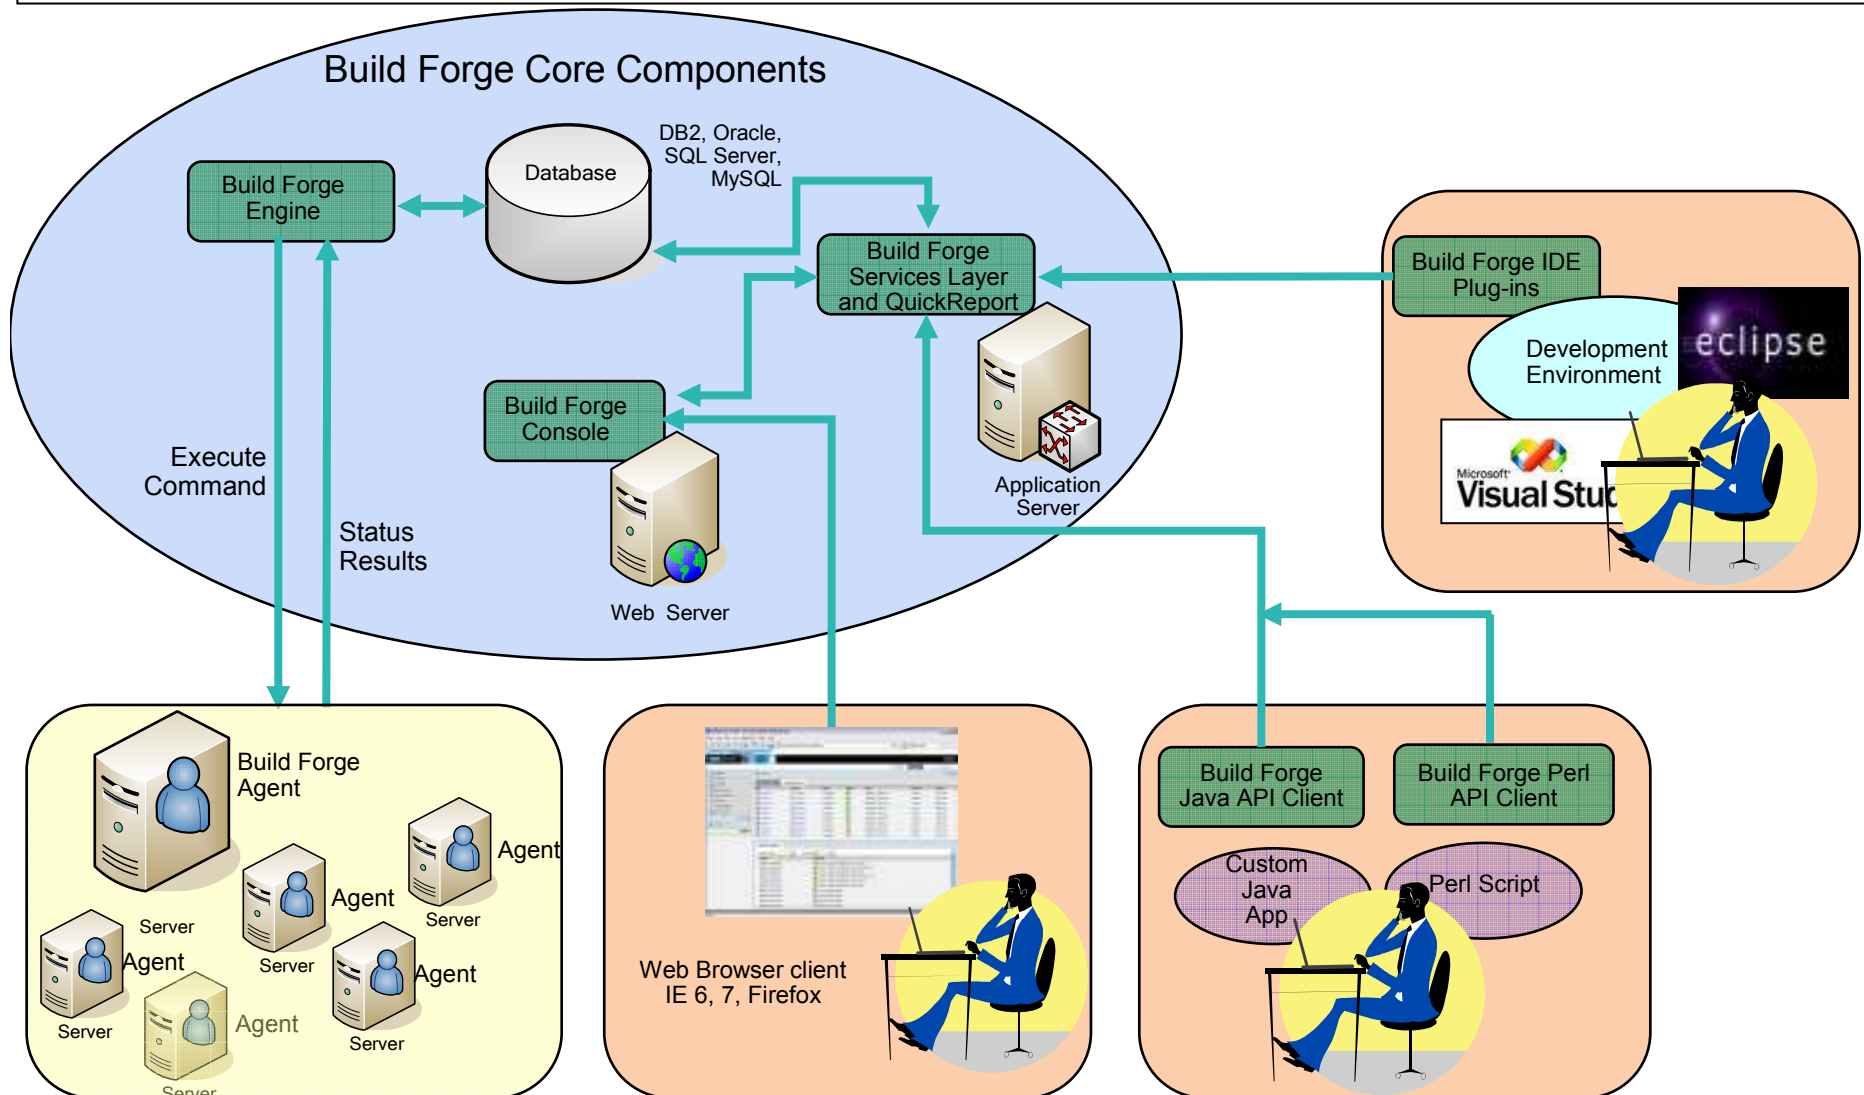 Build Forge Core Components
DB2, Oracle,
SQL Server,
MySQL
Database
Build Forge
Engine
Build Forge
Services Layer
and QuickReport
Build Forge IDE
Plug-ins
Development
Environment
eclipse
Microsoft
Visual Stud
Build Forge
Console
Application
Server
Execute
Command
Status
Results
Web Server
Build Forge
Agent
Server
Agent
Server
Agent
Server
Agent
Server
Agent
Server
Agent
Server
Web Browser client
IE 6, 7, Firefox
Build Forge
Java API Client
Build Forge Perl
API Client
Custom
Java
App
Perl Script